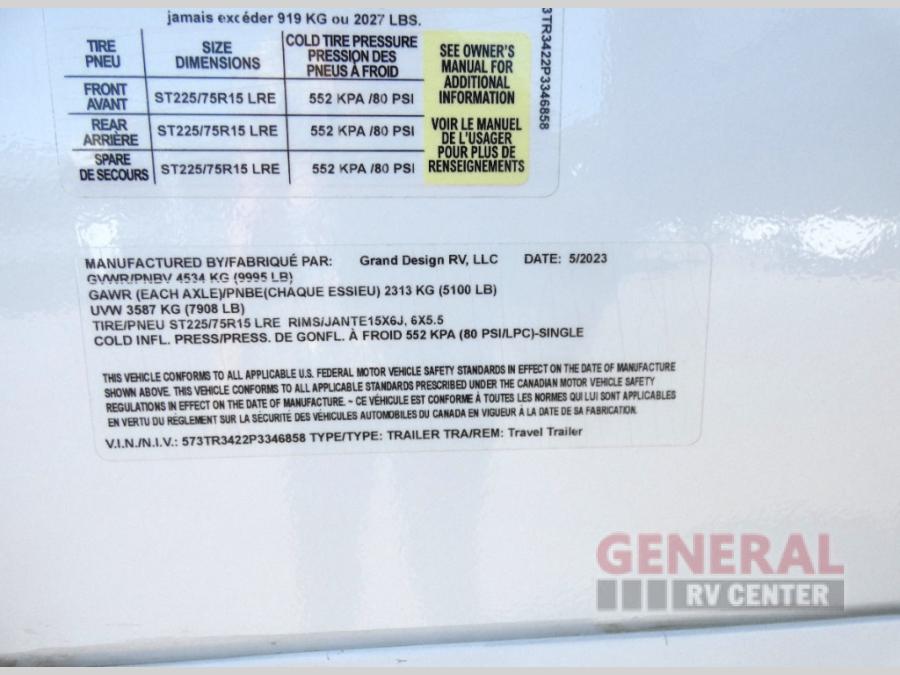 jamais excéder 919 KG ou 2027 LBS.
TIRE PNEU SIZE DIMENSIONS COLD TIRE PRESSURE PRESSION DES PNEUS À FROID
FRONT AVANT ST225/75R15 LRE 552 KPA /80 PSI
REAR ARRIÈRE ST225/75R15 LRE 552 KPA /80 PSI
SPARE DE SECOURS ST225/75R15 LRE 552 KPA /80 PSI
SEE OWNER'S
MANUAL FOR
ADDITIONAL
INFORMATION
VOIR LE MANUEL
DE L'USAGER
POUR PLUS DE
RENSEIGNEMENTS
3TR3422P3346858
MANUFACTURED BY/FABRIQUÉ PAR: Grand Design RV, LLC DATE: 5/2023
GVWR/PNBV 4534 KG (9995 LB)
GAWR (EACH AXLE)/PNBE(CHAQUE ESSIEU) 2313 KG (5100 LB)
UVW 3587 KG (7908 LB)
TIRE/PNEU ST225/75R15 LRE RIMS/JANTE15X6J, 6X5.5
COLD INFL. PRESS/PRESS. DE GONFL. À FROID 552 KPA (80 PSI/LPC)-SINGLE
THIS VEHICLE CONFORMS TO ALL APPLICABLE U.S. FEDERAL MOTOR VEHICLE SAFETY STANDARDS IN EFFECT ON THE DATE OF MANUFACTURE
SHOWN ABOVE. THIS VEHICLE CONFORMS TO ALL APPLICABLE STANDARDS PRESCRIBED UNDER THE CANADIAN MOTOR VEHICLE SAFETY
REGULATIONS IN EFFECT ON THE DATE OF MANUFACTURE. ~ CE VÉHICULE EST CONFORME À TOUTES LES NORMES QUI LUI SONT APPLICABLES
EN VERTU DU RÈGLEMENT SUR LA SÉCURITÉ DES VÉHICULES AUTOMOBILES DU CANADA EN VIGUEUR À LA DATE DE SA FABRICATION.
V.I.N./N.I.V.: 573TR3422P3346858 TYPE/TYPE: TRAILER TRA/REM: Travel Trailer
GENERAL
RV CENTER